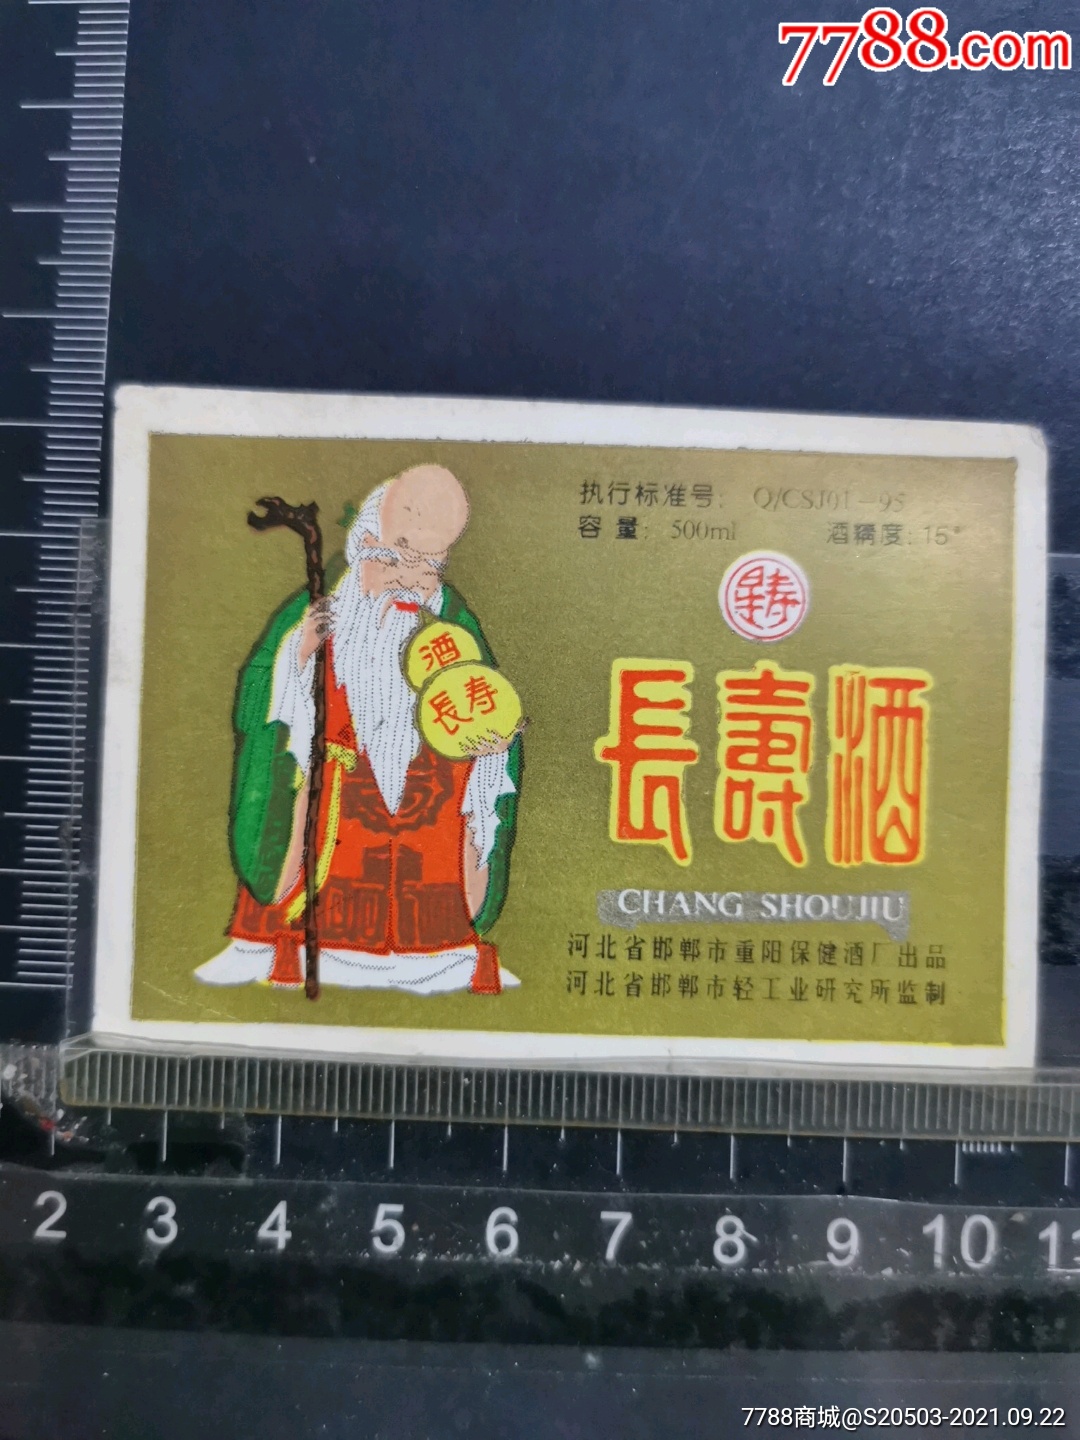 7788.com
执行标准号: Q/CSJ01-95
容量: 500ml 酒精度: 15°
寿星
酒
長寿
長壽酒
CHANG SHOUJIU
河北省邯郸市重阳保健酒厂出品
河北省邯郸市轻工业研究所监制
2 3 4 5 6 7 8 9 10 11
7788商城@S20503-2021.09.22